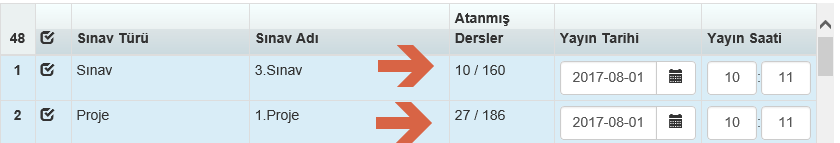 48 Sınav Türü Sınav Adı Atanmış Dersler Yayın Tarihi Yayın Saati
1 Sınav 3.Sınav 10 / 160 2017-08-01 10 : 11
2 Proje 1.Proje 27 / 186 2017-08-01 10 : 11